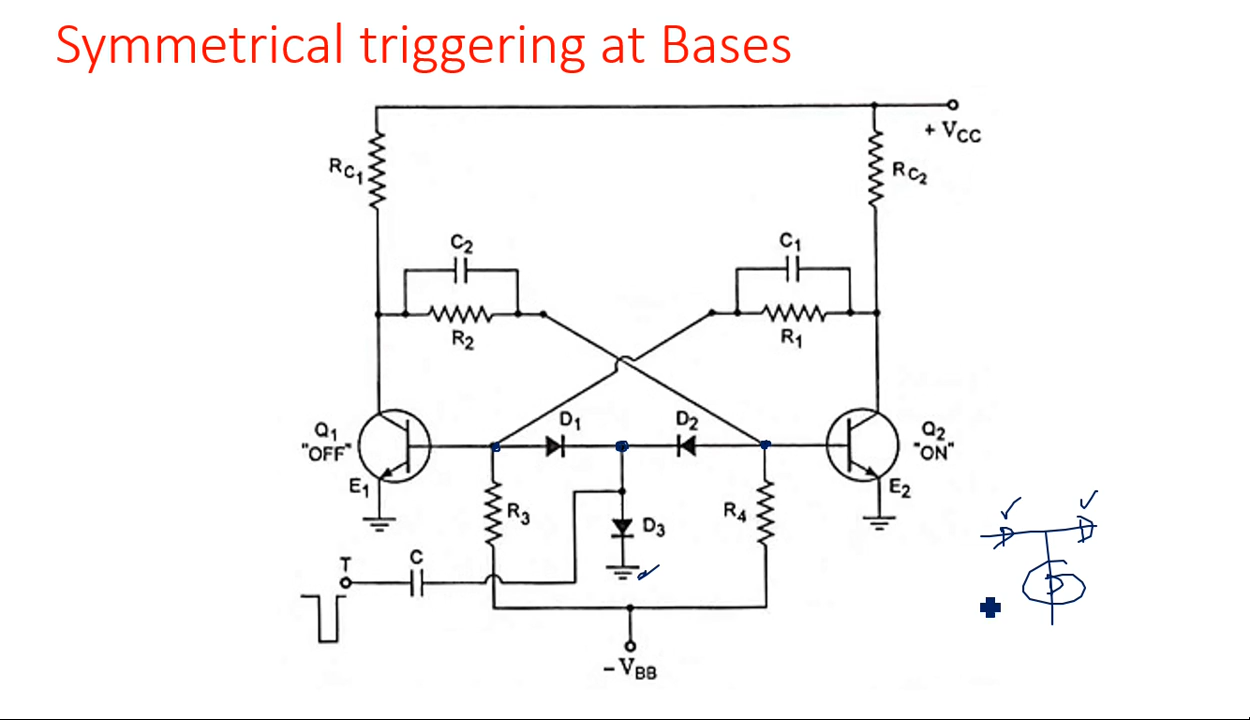 Symmetrical triggering at Bases
+ VCC
RC1
RC2
C2
C1
R2
R1
D1
D2
Q1
"OFF"
Q2
"ON"
E1
E2
R3
R4
D3
T
C
– VBB